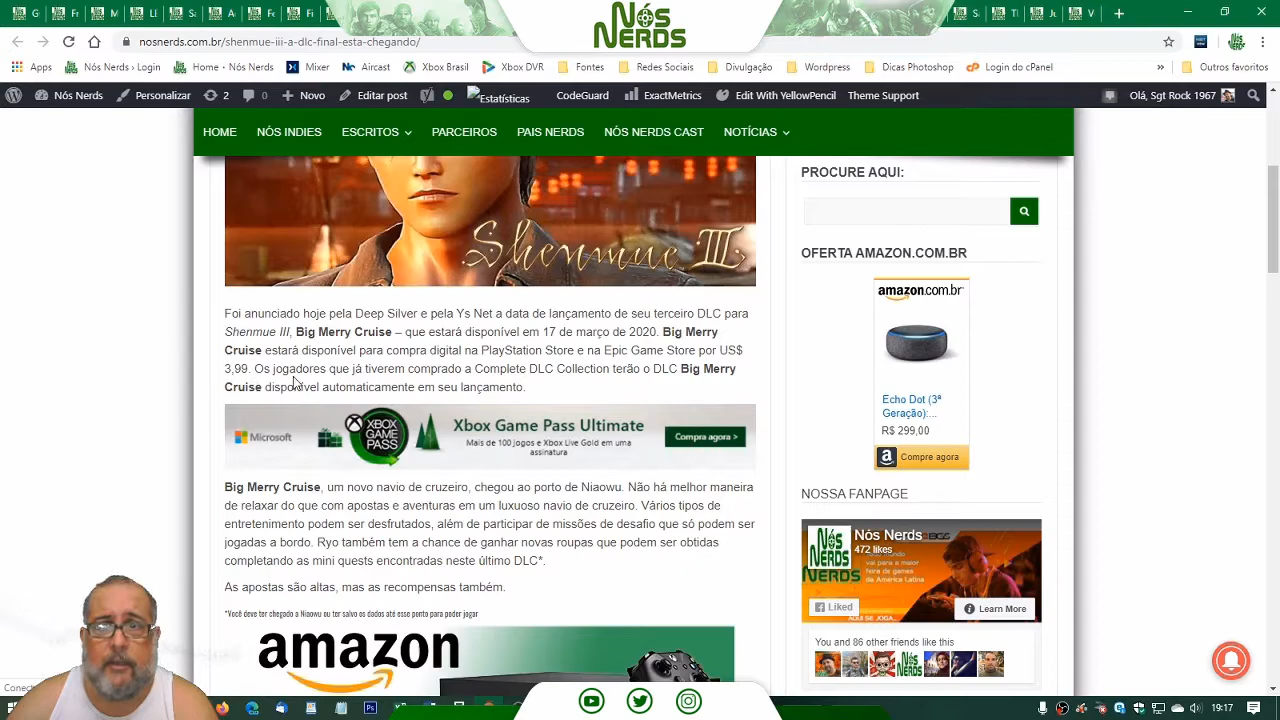 NÓS NERDS
nosnerds.com.br/shenmue-iii-a-dlc-final-esta-chegando/
Apps Nós Nerds › Login Home - Nós Nerds Mixer Aircast Xbox Brasil Xbox DVR Fontes Redes Sociais Divulgação Wordpress Dicas Photoshop Login do cPanel » Outros favoritos
Nós Nerds Personalizar 2 0 Novo Editar post Estatísticas CodeGuard ExactMetrics Edit With YellowPencil Theme Support Olá, Sgt Rock 1967
HOME NÓS INDIES ESCRITOS PARCEIROS PAIS NERDS NÓS NERDS CAST NOTÍCIAS
Shenmue III
Foi anunciado hoje pela Deep Silver e pela Ys Net a data de lançamento de seu terceiro DLC para
Shenmue III, Big Merry Cruise – que estará disponível em 17 de março de 2020. Big Merry
Cruise estará disponível para compra digital na PlayStation Store e na Epic Game Store por US$
3,99. Os jogadores que já tiverem comprado a Complete DLC Collection terão o DLC Big Merry
Cruise disponível automaticamente em seu lançamento.
Microsoft
XBOX
GAME
PASS
Xbox Game Pass Ultimate
Mais de 100 jogos e Xbox Live Gold em uma
assinatura
Compra agora >
Big Merry Cruise, um novo navio de cruzeiro, chegou ao porto de Niaowu. Não há melhor maneira
de relaxar do que com apostas e aventuras em um luxuoso navio de cruzeiro. Vários tipos de
entretenimento podem ser desfrutados, além de participar de missões de desafio que só podem ser
jogadas a bordo. Ryo também tem a chance de ganhar novas roupas que podem ser obtidas
completando as mini quests encontradas neste último DLC*.
As apostas são altas, mas as recompensas também.
*Você deve ter chegado a Niaowu ou ter salvo os dados até esse ponto para poder jogar
amazon
PROCURE AQUI:
OFERTA AMAZON.COM.BR
amazon.com.br
Echo Dot (3ª
Geração):...
R$ 299,00
Compre agora
NOSSA FANPAGE
NÓS
NERDS
Nós Nerds
472 likes
vai para a maior
feira de games
da America Latina
Liked
Learn More
AQUI SE JOGA
You and 86 other friends like this
Conec
19:17